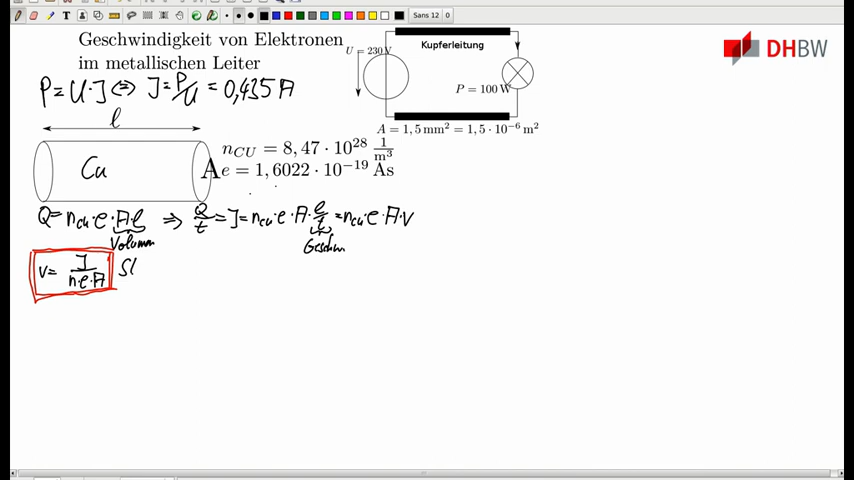 Sans 12 0
Geschwindigkeit von Elektronen
im metallischen Leiter
U = 230 V
Kupferleitung
P = 100 W
A = 1,5 mm² = 1,5 · 10⁻⁶ m²
DHBW
P = U · I ⇔ I = P/U = 0,435 A
l
Cu
A
n_CU = 8,47 · 10²⁸ 1/m³
e = 1,6022 · 10⁻¹⁹ As
Q = n_Cu · e · A · l ⇒ Q/t = I = n_Cu · e · A · l/t = n_Cu · e · A · v
Volumen
Geschw.
v = I/(n · e · A)